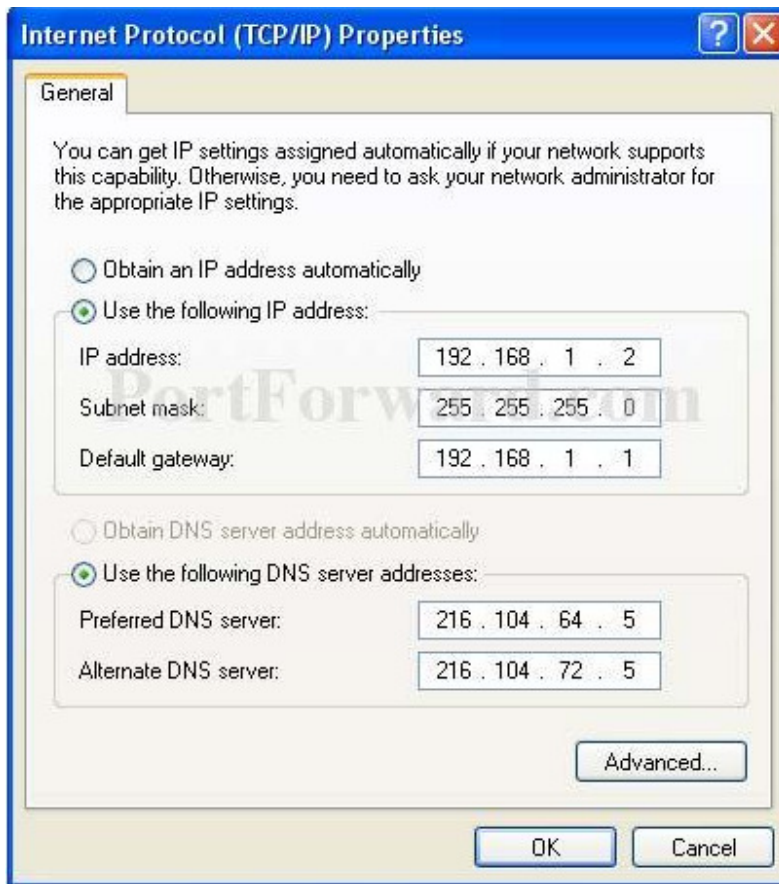 Internet Protocol (TCP/IP) Properties
General
You can get IP settings assigned automatically if your network supports
this capability. Otherwise, you need to ask your network administrator for
the appropriate IP settings.
Obtain an IP address automatically
Use the following IP address:
IP address: 192 . 168 . 1 . 2
PortForward.com
Subnet mask: 255 . 255 . 255 . 0
Default gateway: 192 . 168 . 1 . 1
Obtain DNS server address automatically
Use the following DNS server addresses:
Preferred DNS server: 216 . 104 . 64 . 5
Alternate DNS server: 216 . 104 . 72 . 5
Advanced...
OK Cancel